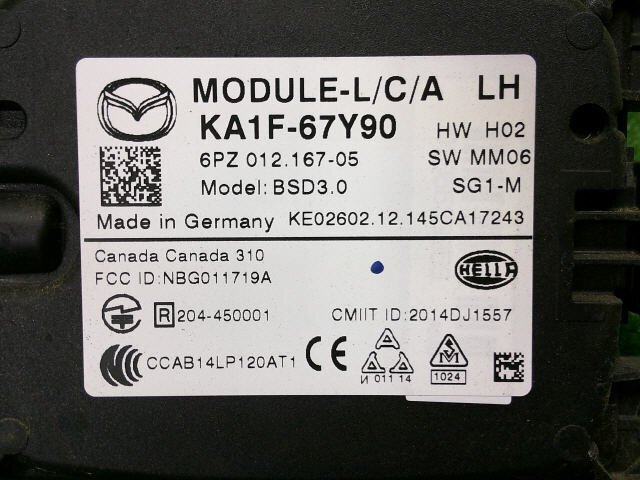 MODULE-L/C/A LH
KA1F-67Y90 HW H02
6PZ 012.167-05 SW MM06
Model: BSD3.0 SG1-M
Made in Germany KE02602.12.145CA17243
Canada Canada 310
FCC ID:NBG011719A
HELLA
R 204-450001 CMIIT ID:2014DJ1557
CCC CCAB14LP120AT1 CE
И 01 14
1024